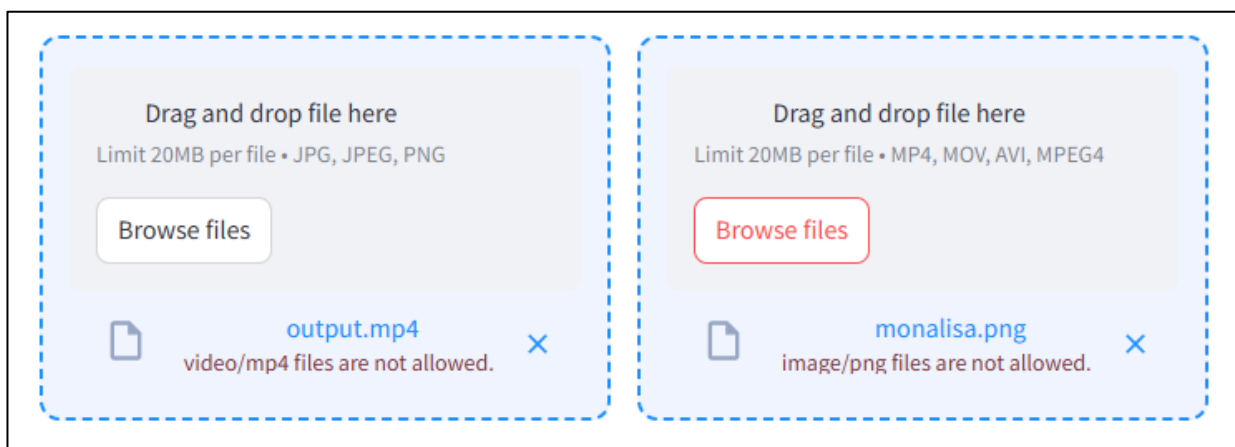 Drag and drop file here
Limit 20MB per file • JPG, JPEG, PNG
Browse files
output.mp4
video/mp4 files are not allowed.
Drag and drop file here
Limit 20MB per file • MP4, MOV, AVI, MPEG4
Browse files
monalisa.png
image/png files are not allowed.